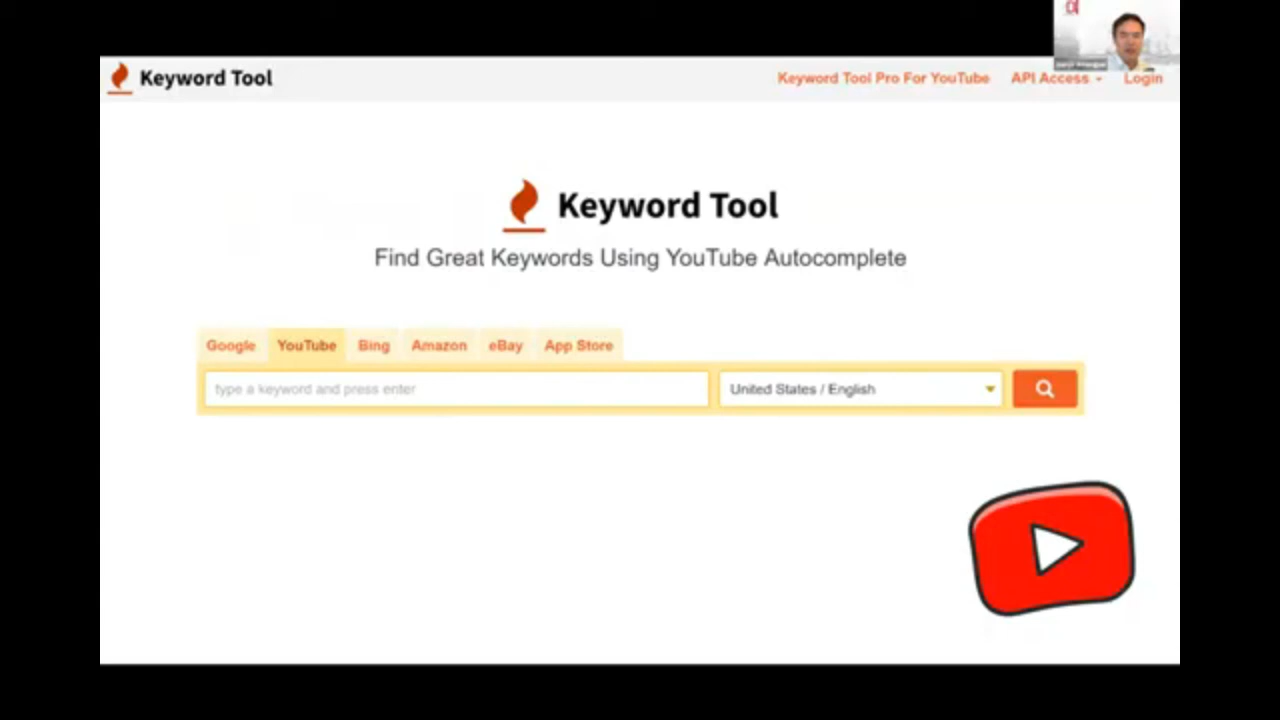 Keyword Tool
Keyword Tool Pro For YouTube
API Access
Login
Keyword Tool
Find Great Keywords Using YouTube Autocomplete
Google YouTube Bing Amazon eBay App Store
type a keyword and press enter
United States / English